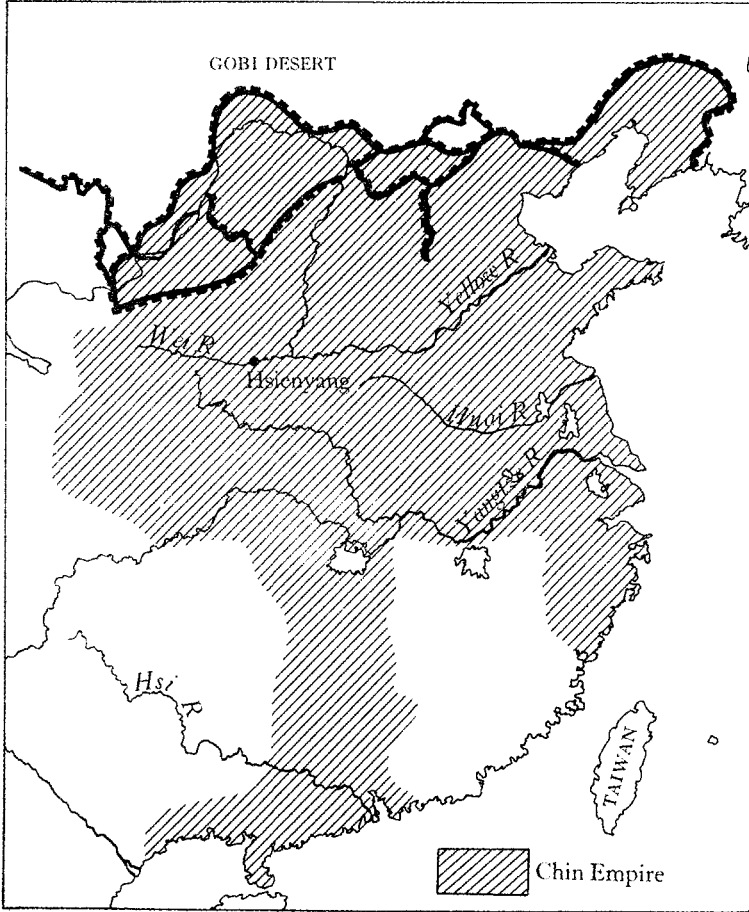 GOBI DESERT
Yellow R
Wei R
Hsienyang
Huai R
Yangtze R
Hsi R
TAIWAN
Chin Empire